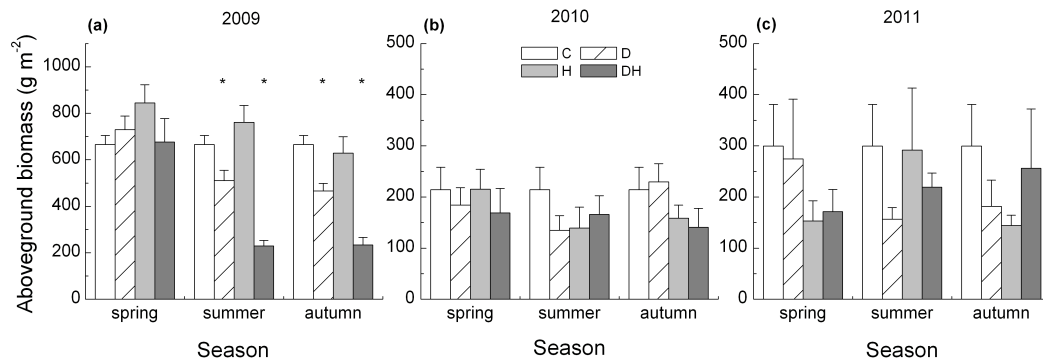 (a) 2009
Aboveground biomass (g m⁻²)
1000
800
600
400
200
0
* * * *
spring summer autumn
Season
(b) 2010
500
400
300
200
100
0
C D
H DH
spring summer autumn
Season
(c) 2011
500
400
300
200
100
0
spring summer autumn
Season